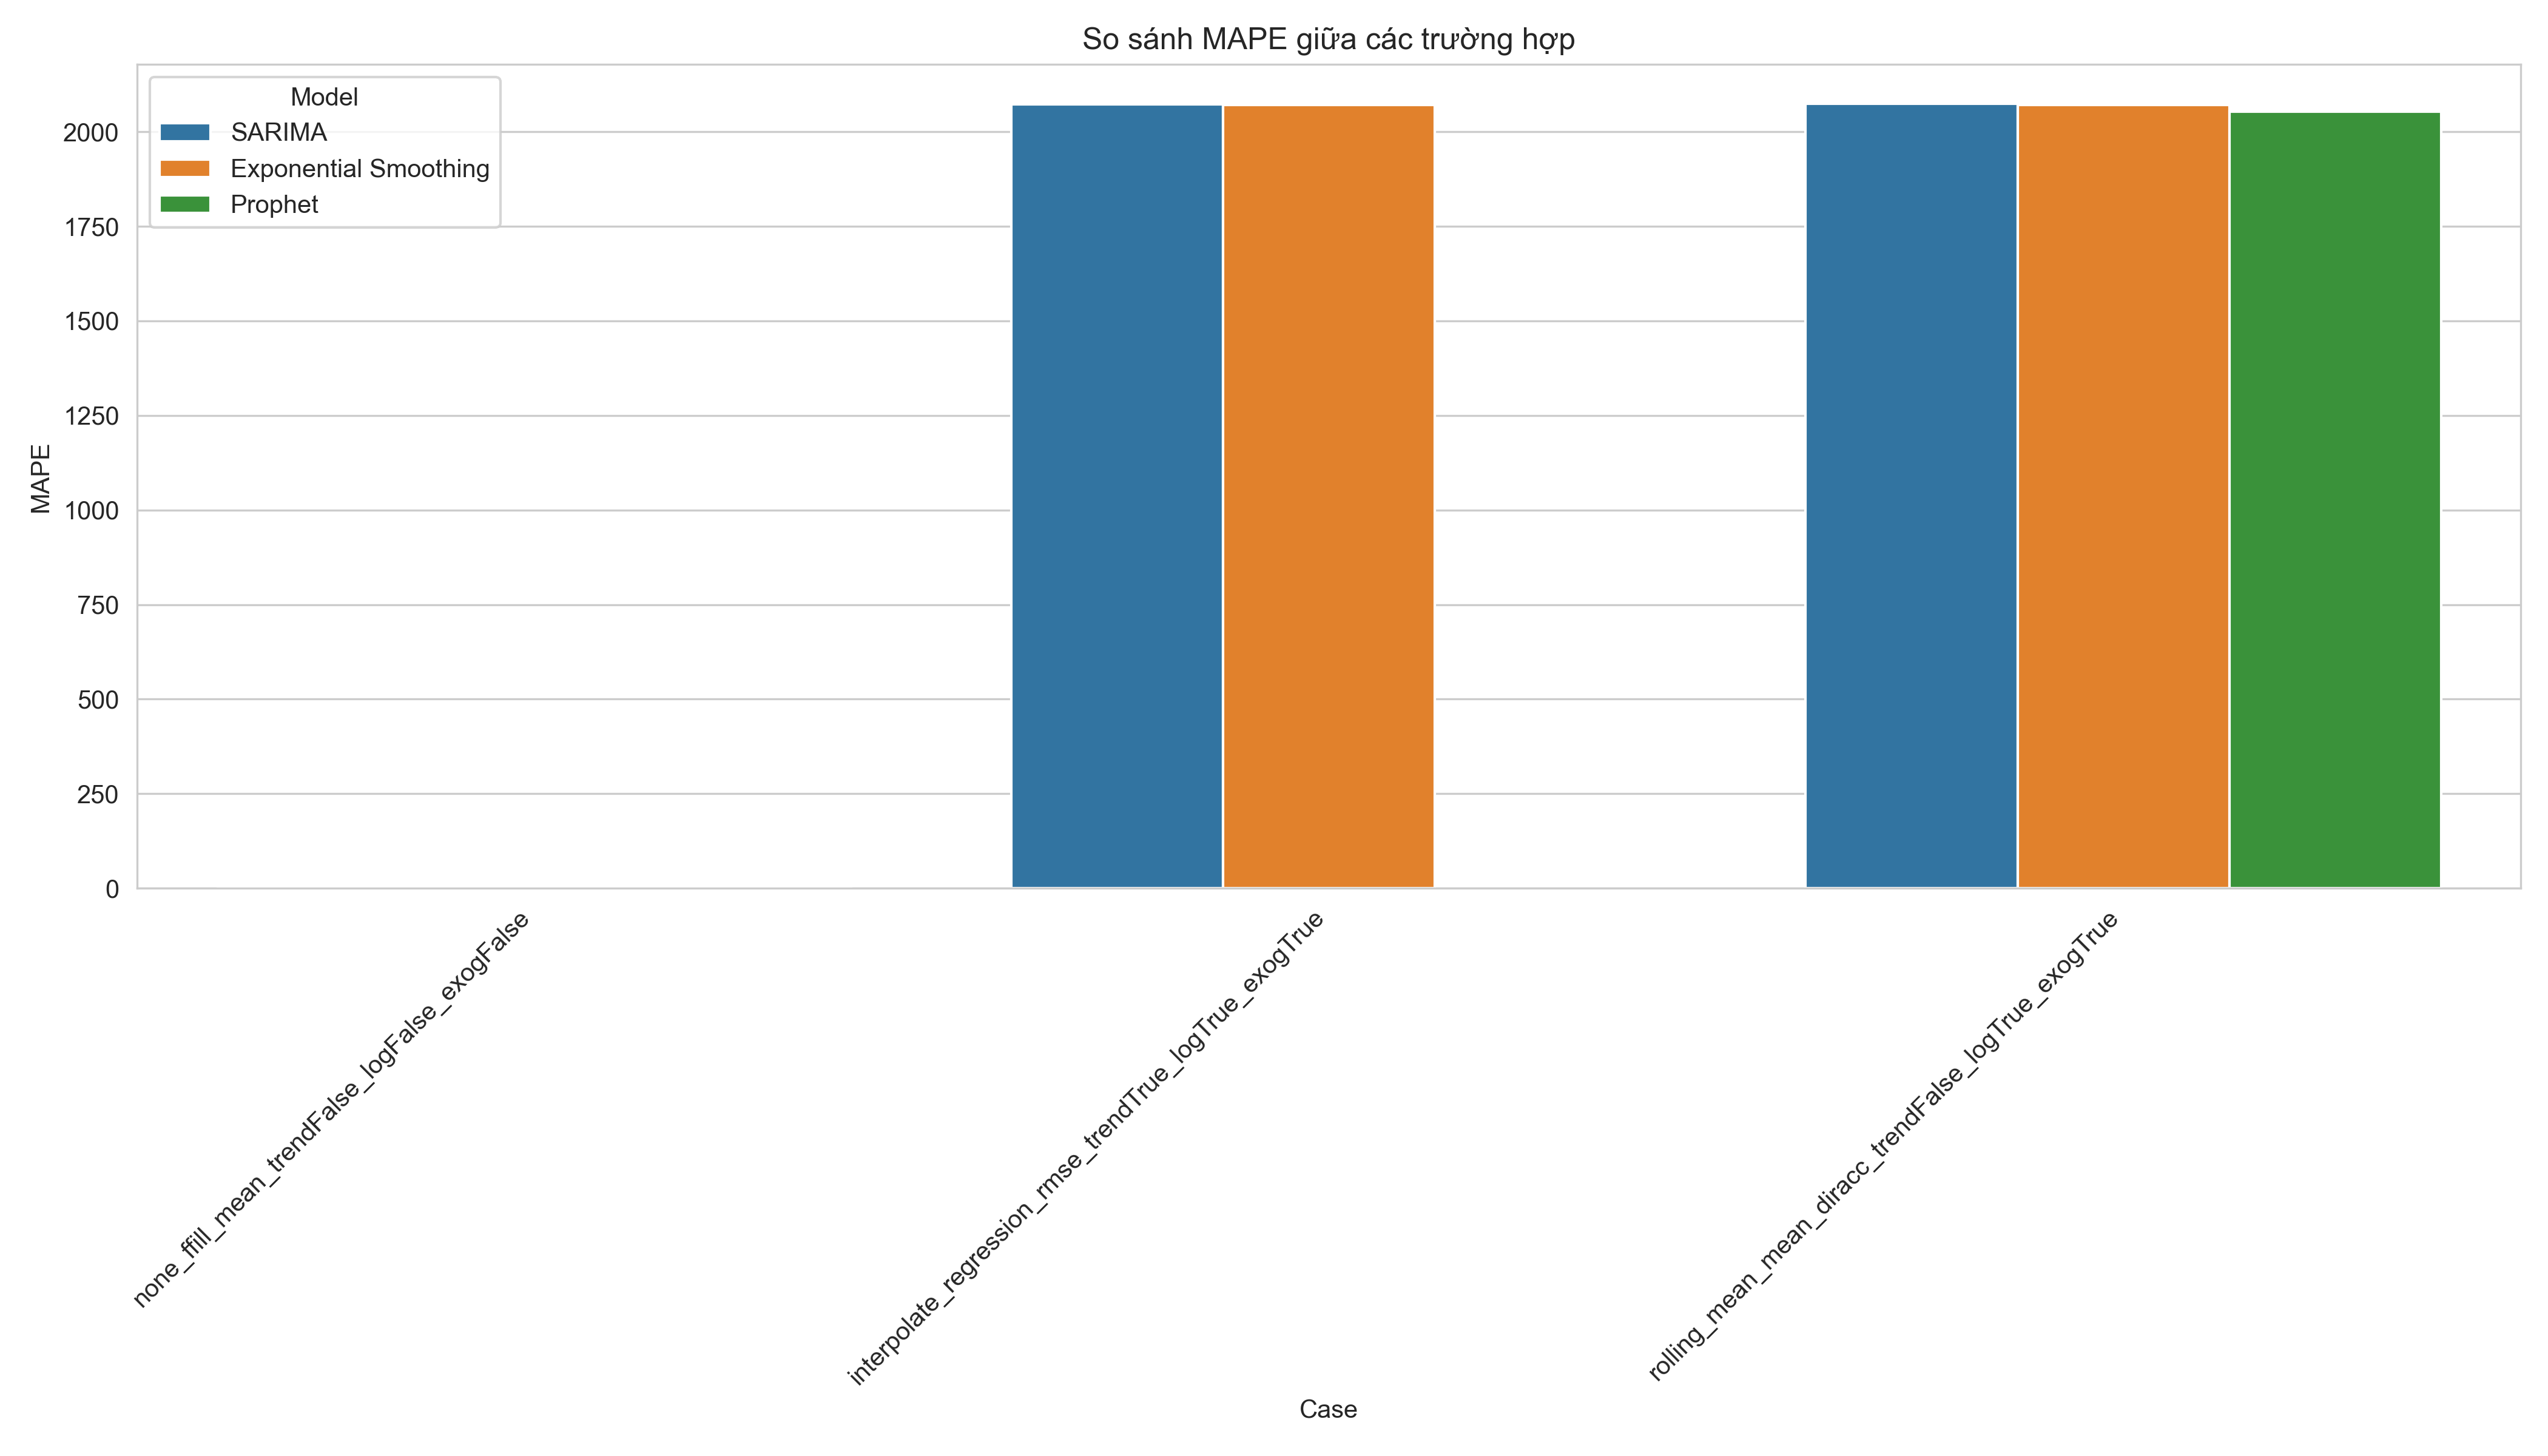 So sánh MAPE giữa các trường hợp
Model
SARIMA
Exponential Smoothing
Prophet
MAPE
2000
1750
1500
1250
1000
750
500
250
0
none_ffill_mean_trendFalse_logFalse_exogFalse
interpolate_regression_rmse_trendTrue_logTrue_exogTrue
rolling_mean_mean_diracc_trendFalse_logTrue_exogTrue
Case